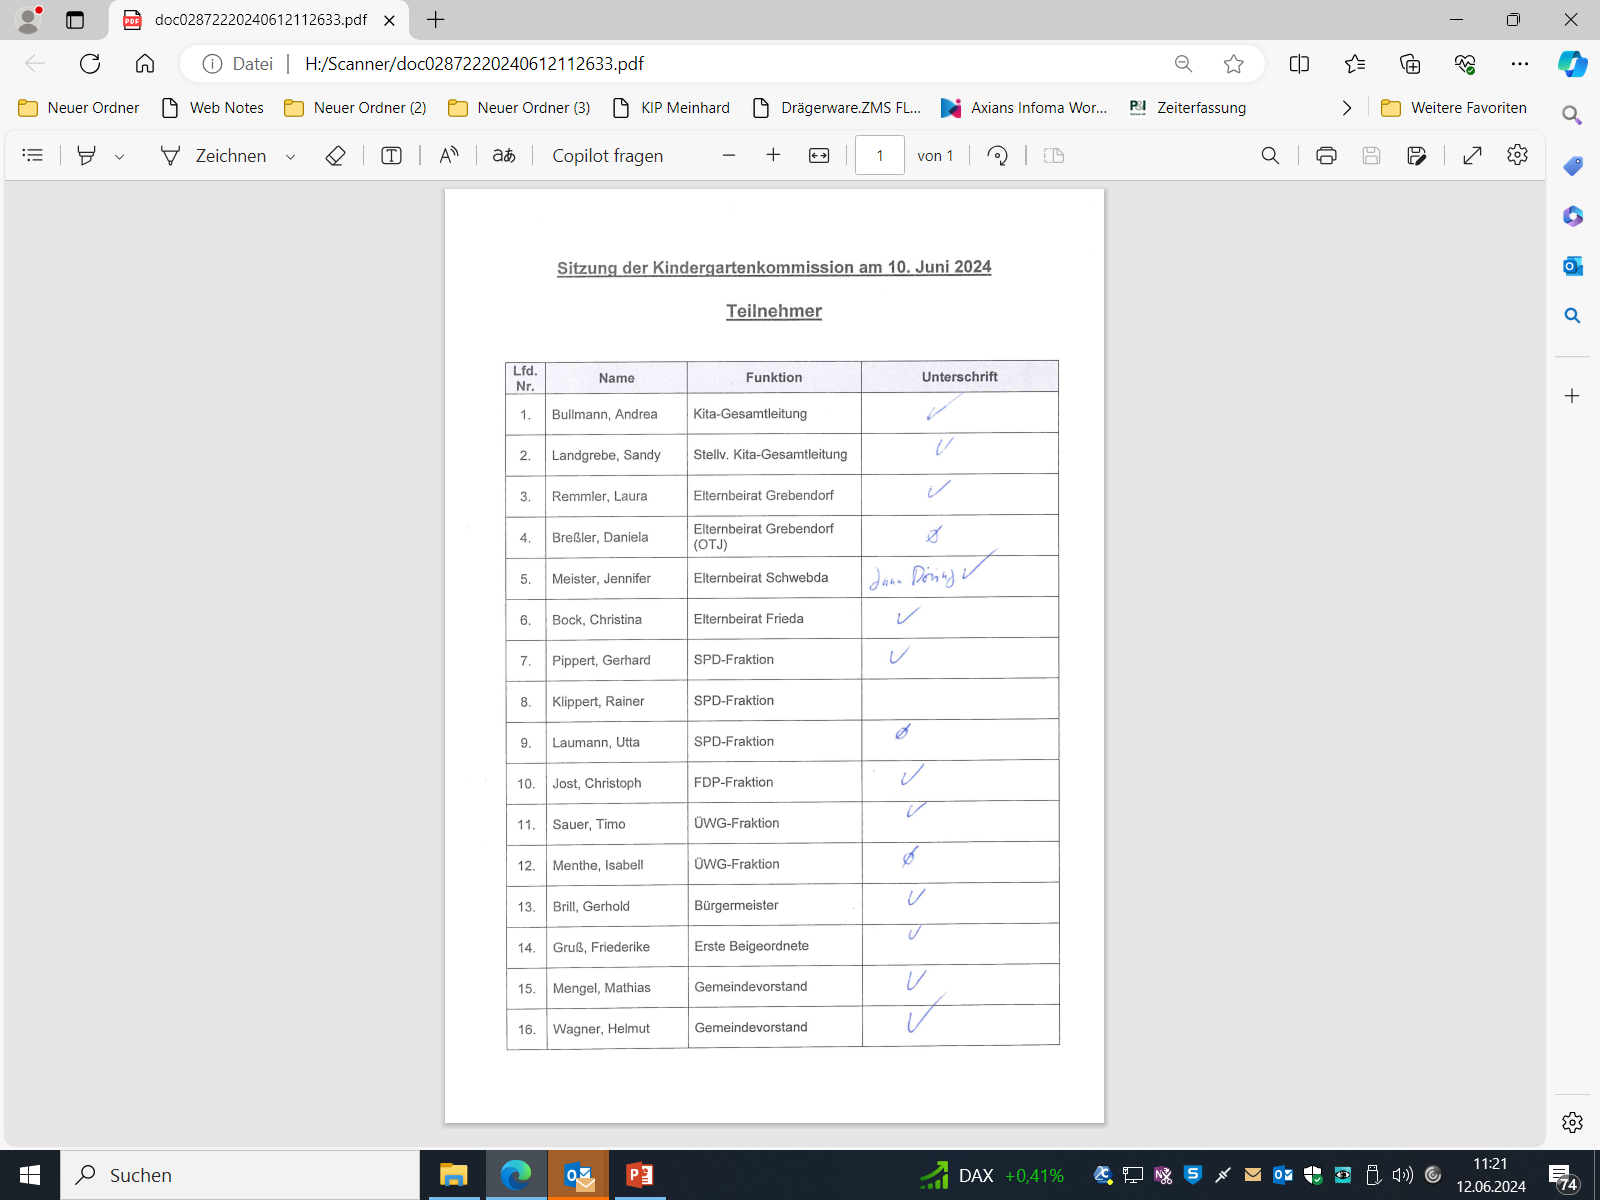 doc02872220240612112633.pdf
Datei | H:/Scanner/doc02872220240612112633.pdf
Neuer Ordner Web Notes Neuer Ordner (2) Neuer Ordner (3) KIP Meinhard Drägerware.ZMS FL... Axians Infoma Wor... P&I Zeiterfassung Weitere Favoriten
Zeichnen Copilot fragen 1 von 1
Sitzung der Kindergartenkommission am 10. Juni 2024
Teilnehmer
Lfd. Nr. Name Funktion Unterschrift
1. Bullmann, Andrea Kita-Gesamtleitung
2. Landgrebe, Sandy Stellv. Kita-Gesamtleitung
3. Remmler, Laura Elternbeirat Grebendorf
4. Breßler, Daniela Elternbeirat Grebendorf (OTJ)
5. Meister, Jennifer Elternbeirat Schwebda
6. Bock, Christina Elternbeirat Frieda
7. Pippert, Gerhard SPD-Fraktion
8. Klippert, Rainer SPD-Fraktion
9. Laumann, Utta SPD-Fraktion
10. Jost, Christoph FDP-Fraktion
11. Sauer, Timo ÜWG-Fraktion
12. Menthe, Isabell ÜWG-Fraktion
13. Brill, Gerhold Bürgermeister
14. Gruß, Friederike Erste Beigeordnete
15. Mengel, Mathias Gemeindevorstand
16. Wagner, Helmut Gemeindevorstand
Suchen DAX +0,41% 11:21
12.06.2024 74